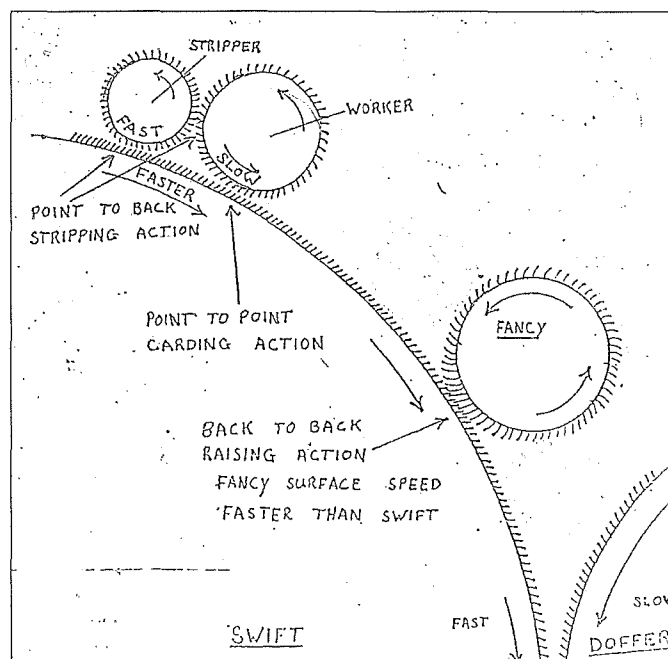 STRIPPER
WORKER
FAST
SLOW
FASTER
POINT TO BACK
STRIPPING ACTION
POINT TO POINT
CARDING ACTION
FANCY
BACK TO BACK
RAISING ACTION
FANCY SURFACE SPEED
FASTER THAN SWIFT
SWIFT
FAST
SLOW
DOFFER